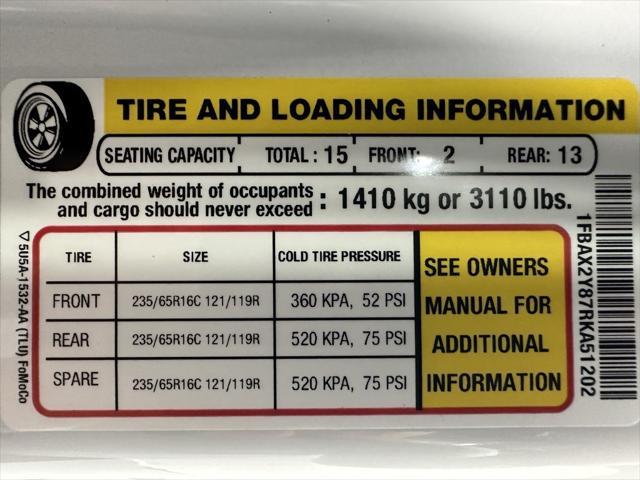 TIRE AND LOADING INFORMATION
SEATING CAPACITY TOTAL : 15 FRONT: 2 REAR: 13
The combined weight of occupants
and cargo should never exceed : 1410 kg or 3110 lbs.
TIRE SIZE COLD TIRE PRESSURE
FRONT 235/65R16C 121/119R 360 KPA, 52 PSI
REAR 235/65R16C 121/119R 520 KPA, 75 PSI
SPARE 235/65R16C 121/119R 520 KPA, 75 PSI
SEE OWNERS
MANUAL FOR
ADDITIONAL
INFORMATION
5U5A-1532-AA (TLU) FoMoCo
1FBAX2Y87RKA51202